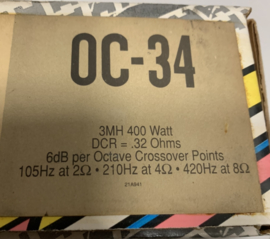 OC-34
3MH 400 Watt
DCR = .32 Ohms
6dB per Octave Crossover Points
105Hz at 2Ω • 210Hz at 4Ω • 420Hz at 8Ω